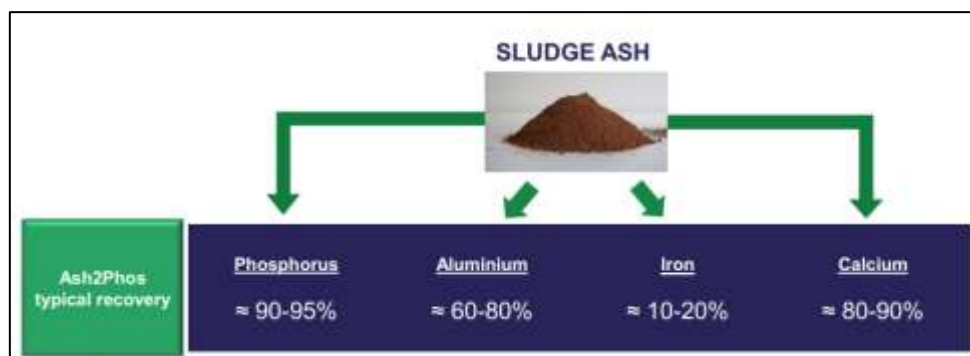 SLUDGE ASH
Ash2Phos
typical recovery
Phosphorus
≈ 90-95%
Aluminium
≈ 60-80%
Iron
≈ 10-20%
Calcium
≈ 80-90%